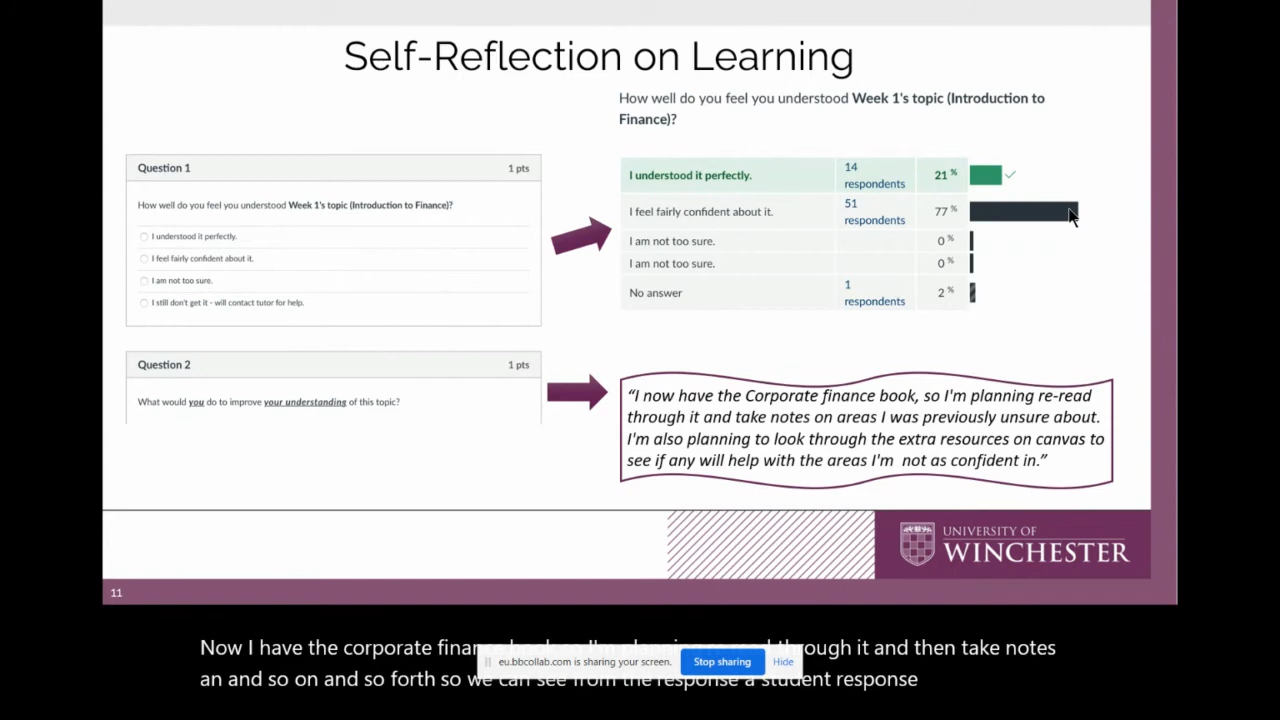 Self-Reflection on Learning
How well do you feel you understood Week 1's topic (Introduction to
Finance)?
Question 1 1 pts
How well do you feel you understood Week 1's topic (Introduction to Finance)?
I understood it perfectly.
I feel fairly confident about it.
I am not too sure.
I still don't get it - will contact tutor for help.
I understood it perfectly. 14 respondents 21 %
I feel fairly confident about it. 51 respondents 77 %
I am not too sure. 0 %
I am not too sure. 0 %
No answer 1 respondents 2 %
Question 2 1 pts
What would you do to improve your understanding of this topic?
“I now have the Corporate finance book, so I'm planning re-read
through it and take notes on areas I was previously unsure about.
I'm also planning to look through the extra resources on canvas to
see if any will help with the areas I'm not as confident in.”
UNIVERSITY OF
WINCHESTER
11
Now I have the corporate finance book so I'm planning re-read through it and then take notes
an and so on and so forth so we can see from the response a student response
eu.bbcollab.com is sharing your screen. Stop sharing Hide